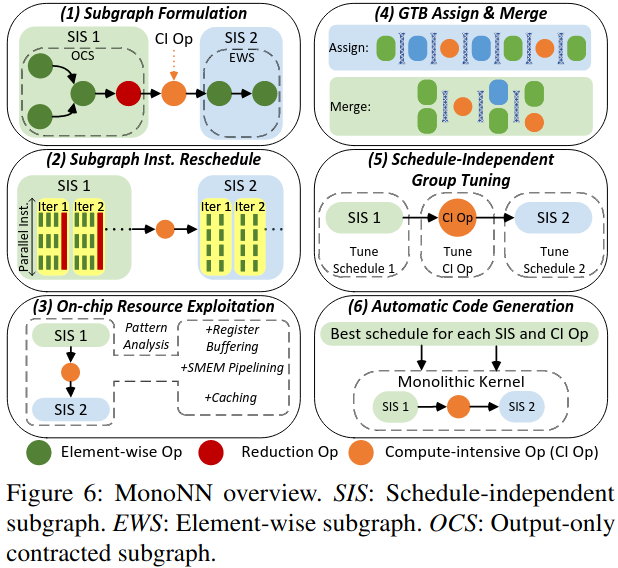 (1) Subgraph Formulation
SIS 1
OCS
CI Op
SIS 2
EWS
(2) Subgraph Inst. Reschedule
Parallel Inst.
SIS 1
Iter 1 Iter 2
SIS 2
Iter 1 Iter 2
(3) On-chip Resource Exploitation
SIS 1
SIS 2
Pattern
Analysis
+Register
Buffering
+SMEM Pipelining
+Caching
(4) GTB Assign & Merge
Assign:
Merge:
(5) Schedule-Independent
Group Tuning
SIS 1
CI Op
SIS 2
Tune
Schedule 1
Tune
CI Op
Tune
Schedule 2
(6) Automatic Code Generation
Best schedule for each SIS and CI Op
Monolithic Kernel
SIS 1
SIS 2
Element-wise Op
Reduction Op
Compute-intensive Op (CI Op)
Figure 6: MonoNN overview. SIS: Schedule-independent
subgraph. EWS: Element-wise subgraph. OCS: Output-only
contracted subgraph.